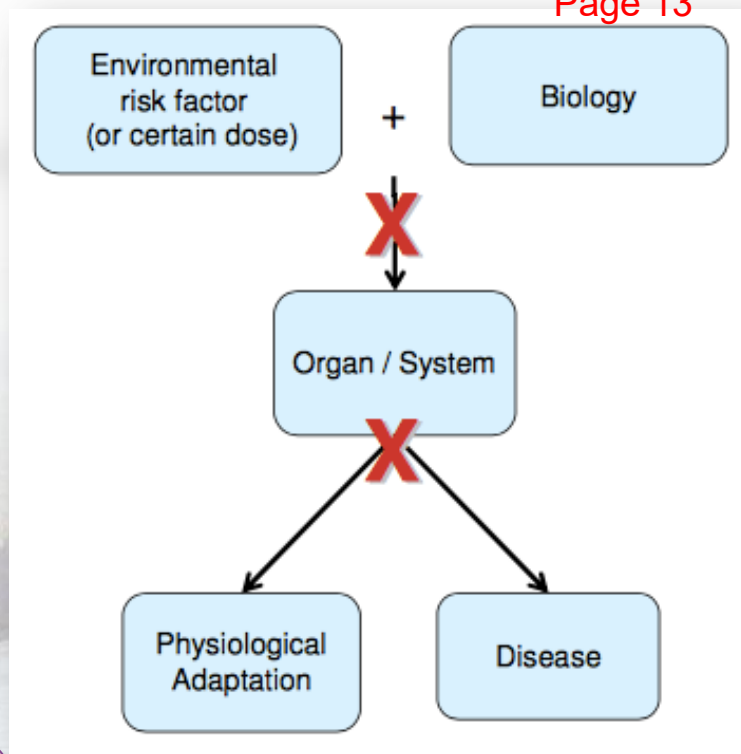 Page 13
Environmental
risk factor
(or certain dose)
+
Biology
X
Organ / System
X
Physiological
Adaptation
Disease